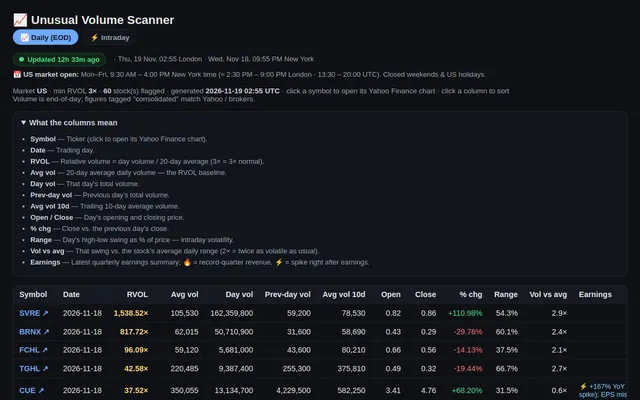 📈 Unusual Volume Scanner
📈 Daily (EOD) ⚡ Intraday
Updated 12h 33m ago · Thu, 19 Nov, 02:55 London · Wed, Nov 18, 09:55 PM New York
📅 US market open: Mon–Fri, 9:30 AM – 4:00 PM New York time (= 2:30 PM – 9:00 PM London · 13:30 – 20:00 UTC). Closed weekends & US holidays.
Market US · min RVOL 3× · 60 stock(s) flagged · generated 2026-11-19 02:55 UTC · click a symbol to open its Yahoo Finance chart · click a column to sort
Volume is end-of-day; figures tagged "consolidated" match Yahoo / brokers.
▼ What the columns mean
• Symbol — Ticker (click to open its Yahoo Finance chart).
• Date — Trading day.
• RVOL — Relative volume = day volume / 20-day average (3× = 3× normal).
• Avg vol — 20-day average daily volume — the RVOL baseline.
• Day vol — That day's total volume.
• Prev-day vol — Previous day's total volume.
• Avg vol 10d — Trailing 10-day average volume.
• Open / Close — Day's opening and closing price.
• % chg — Close vs. the previous day's close.
• Range — Day's high-low swing as % of price — intraday volatility.
• Vol vs avg — That swing vs. the stock's average daily range (2× = twice as volatile as usual).
• Earnings — Latest quarterly earnings summary, 🔥 = record-quarter revenue, ⚡ = spike right after earnings.
Symbol Date RVOL Avg vol Day vol Prev-day vol Avg vol 10d Open Close % chg Range Vol vs avg Earnings
SVRE ↗ 2026-11-18 1,538.52× 105,530 162,359,800 59,200 78,530 0.82 0.86 +110.98% 54.3% 2.9×
BRNX ↗ 2026-11-18 817.72× 62,015 50,710,900 31,600 58,690 0.43 0.29 -29.76% 60.1% 2.4×
FCHL ↗ 2026-11-18 96.09× 59,120 5,681,000 43,600 80,210 0.66 0.56 -14.13% 37.5% 2.1×
TGHL ↗ 2026-11-18 42.58× 220,485 9,387,400 255,300 375,810 0.49 0.32 -19.44% 66.7% 2.7×
CUE ↗ 2026-11-18 37.52× 350,055 13,134,700 4,229,500 582,250 3.41 4.76 +68.20% 31.5% 0.6× ⚡ +167% YoY
spike); EPS mis